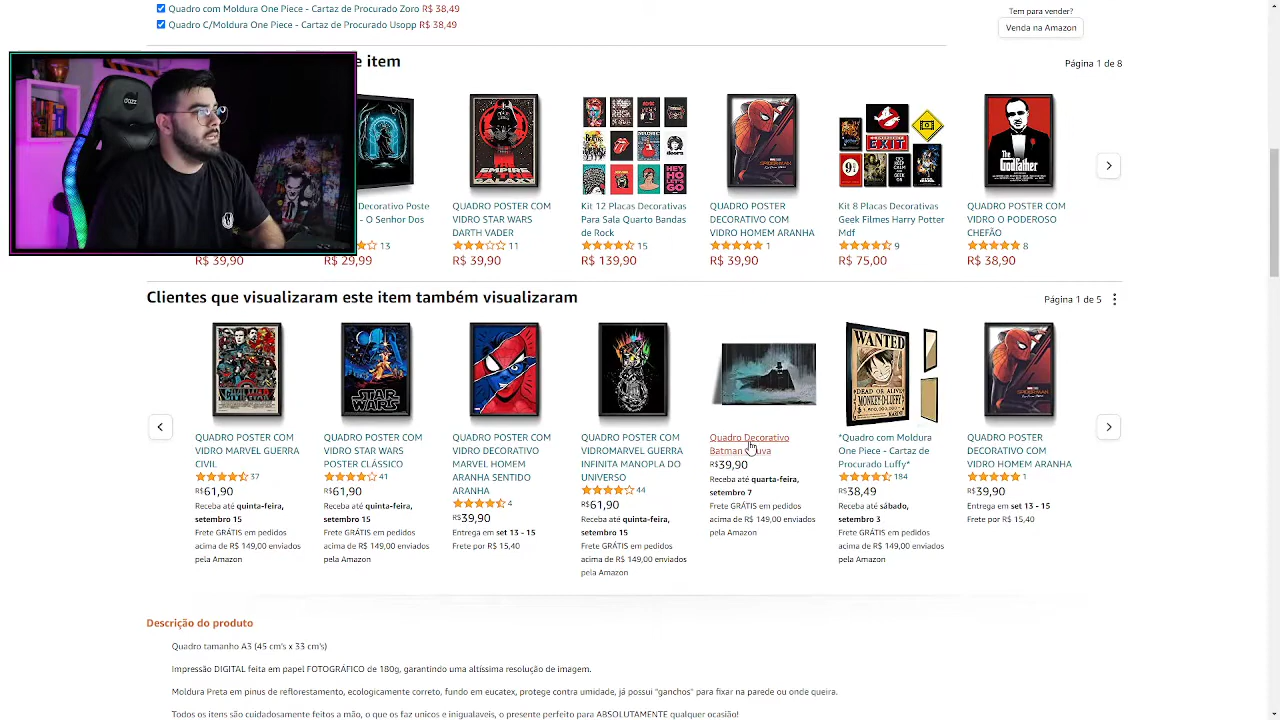 Quadro com Moldura One Piece - Cartaz de Procurado Zoro R$ 38,49
Quadro C/Moldura One Piece - Cartaz de Procurado Usopp R$ 38,49
Tem para vender?
Venda na Amazon
e item
Página 1 de 8
Decorativo Poste
- O Senhor Dos
13
R$ 39,90
R$ 29,99
QUADRO POSTER COM
VIDRO STAR WARS
DARTH VADER
11
R$ 39,90
Kit 12 Placas Decorativas
Para Sala Quarto Bandas
de Rock
15
R$ 139,90
QUADRO POSTER
DECORATIVO COM
VIDRO HOMEM ARANHA
1
R$ 39,90
EXIT
Kit 8 Placas Decorativas
Geek Filmes Harry Potter
Mdf
9
R$ 75,00
The
Godfather
QUADRO POSTER COM
VIDRO O PODEROSO
CHEFÃO
8
R$ 38,90
Clientes que visualizaram este item também visualizaram
Página 1 de 5
CIVIL WAR
QUADRO POSTER COM
VIDRO MARVEL GUERRA
CIVIL
37
R$61,90
Receba até quinta-feira,
setembro 15
Frete GRÁTIS em pedidos
acima de R$ 149,00 enviados
pela Amazon
STAR
WARS
QUADRO POSTER COM
VIDRO STAR WARS
POSTER CLÁSSICO
41
R$61,90
Receba até quinta-feira,
setembro 15
Frete GRÁTIS em pedidos
acima de R$ 149,00 enviados
pela Amazon
QUADRO POSTER COM
VIDRO DECORATIVO
MARVEL HOMEM
ARANHA SENTIDO
ARANHA
4
R$39,90
Entrega em set 13 - 15
Frete por R$ 15,40
QUADRO POSTER COM
VIDROMARVEL GUERRA
INFINITA MANOPLA DO
UNIVERSO
44
R$61,90
Receba até quinta-feira,
setembro 15
Frete GRÁTIS em pedidos
acima de R$ 149,00 enviados
pela Amazon
Quadro Decorativo
Batman Chuva
R$39,90
Receba até quarta-feira,
setembro 7
Frete GRÁTIS em pedidos
acima de R$ 149,00 enviados
pela Amazon
WANTED
DEAD OR ALIVE
MONKEY·D·LUFFY
*Quadro com Moldura
One Piece - Cartaz de
Procurado Luffy*
184
R$38,49
Receba até sábado,
setembro 3
Frete GRÁTIS em pedidos
acima de R$ 149,00 enviados
pela Amazon
QUADRO POSTER
DECORATIVO COM
VIDRO HOMEM ARANHA
1
R$39,90
Entrega em set 13 - 15
Frete por R$ 15,40
Descrição do produto
Quadro tamanho A3 (45 cm's x 33 cm's)
Impressão DIGITAL feita em papel FOTOGRÁFICO de 180g, garantindo uma altíssima resolução de imagem.
Moldura Preta em pinus de reflorestamento, ecologicamente correto, fundo em eucatex, protege contra umidade, já possui "ganchos" para fixar na parede ou onde queira.
Todos os itens são cuidadosamente feitos a mão, o que os faz unicos e inigualaveis, o presente perfeito para ABSOLUTAMENTE qualquer ocasião!